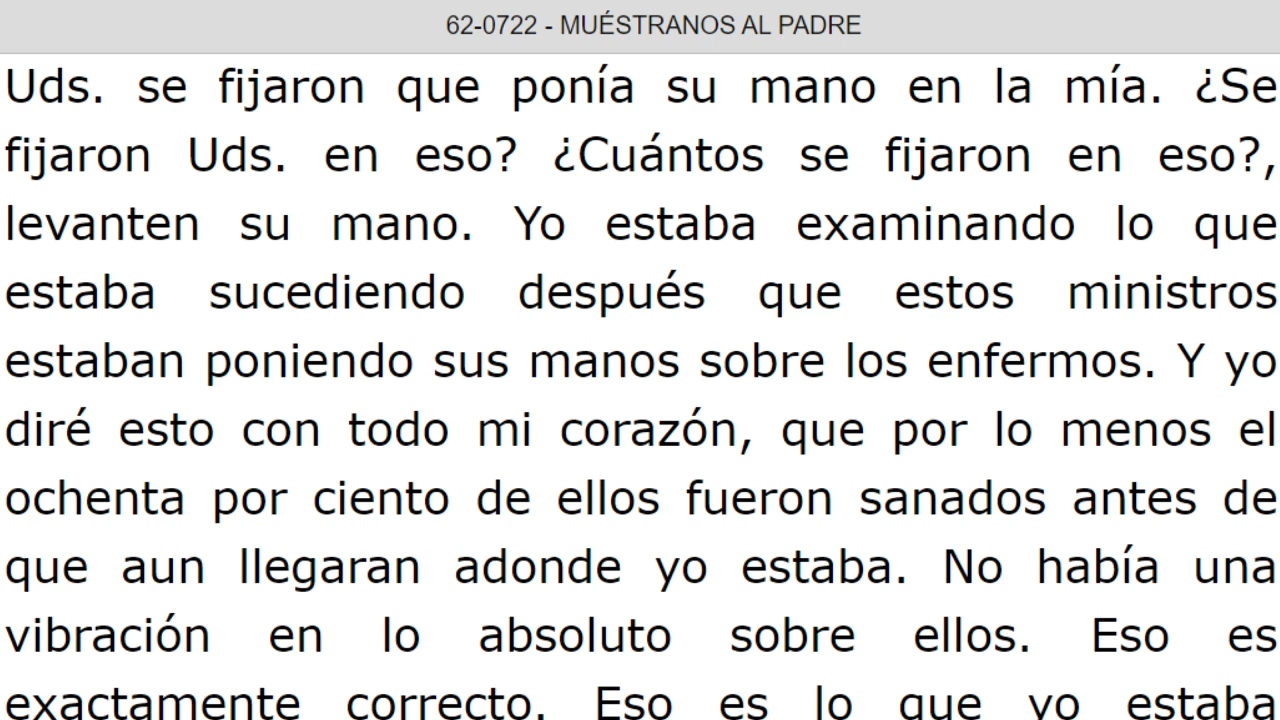 62-0722 - MUÉSTRANOS AL PADRE
Uds. se fijaron que ponía su mano en la mía. ¿Se
fijaron Uds. en eso? ¿Cuántos se fijaron en eso?,
levanten su mano. Yo estaba examinando lo que
estaba sucediendo después que estos ministros
estaban poniendo sus manos sobre los enfermos. Y yo
diré esto con todo mi corazón, que por lo menos el
ochenta por ciento de ellos fueron sanados antes de
que aun llegaran adonde yo estaba. No había una
vibración en lo absoluto sobre ellos. Eso es
exactamente correcto. Eso es lo que yo estaba